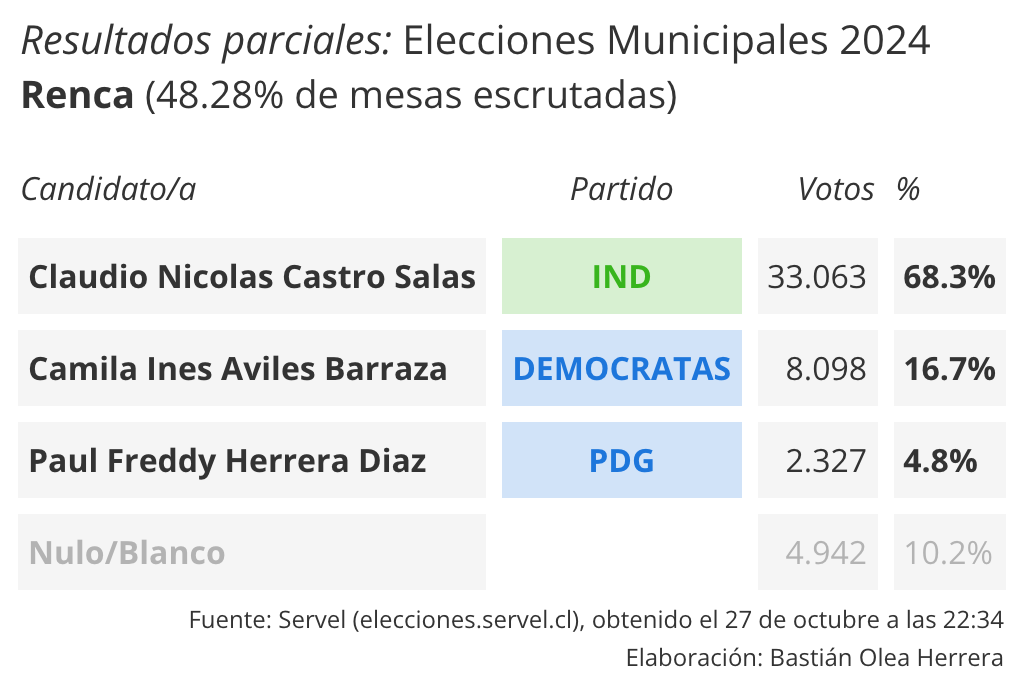 Resultados parciales: Elecciones Municipales 2024
Renca (48.28% de mesas escrutadas)
Candidato/a Partido Votos %
Claudio Nicolas Castro Salas IND 33.063 68.3%
Camila Ines Aviles Barraza DEMOCRATAS 8.098 16.7%
Paul Freddy Herrera Diaz PDG 2.327 4.8%
Nulo/Blanco 4.942 10.2%
Fuente: Servel (elecciones.servel.cl), obtenido el 27 de octubre a las 22:34
Elaboración: Bastián Olea Herrera